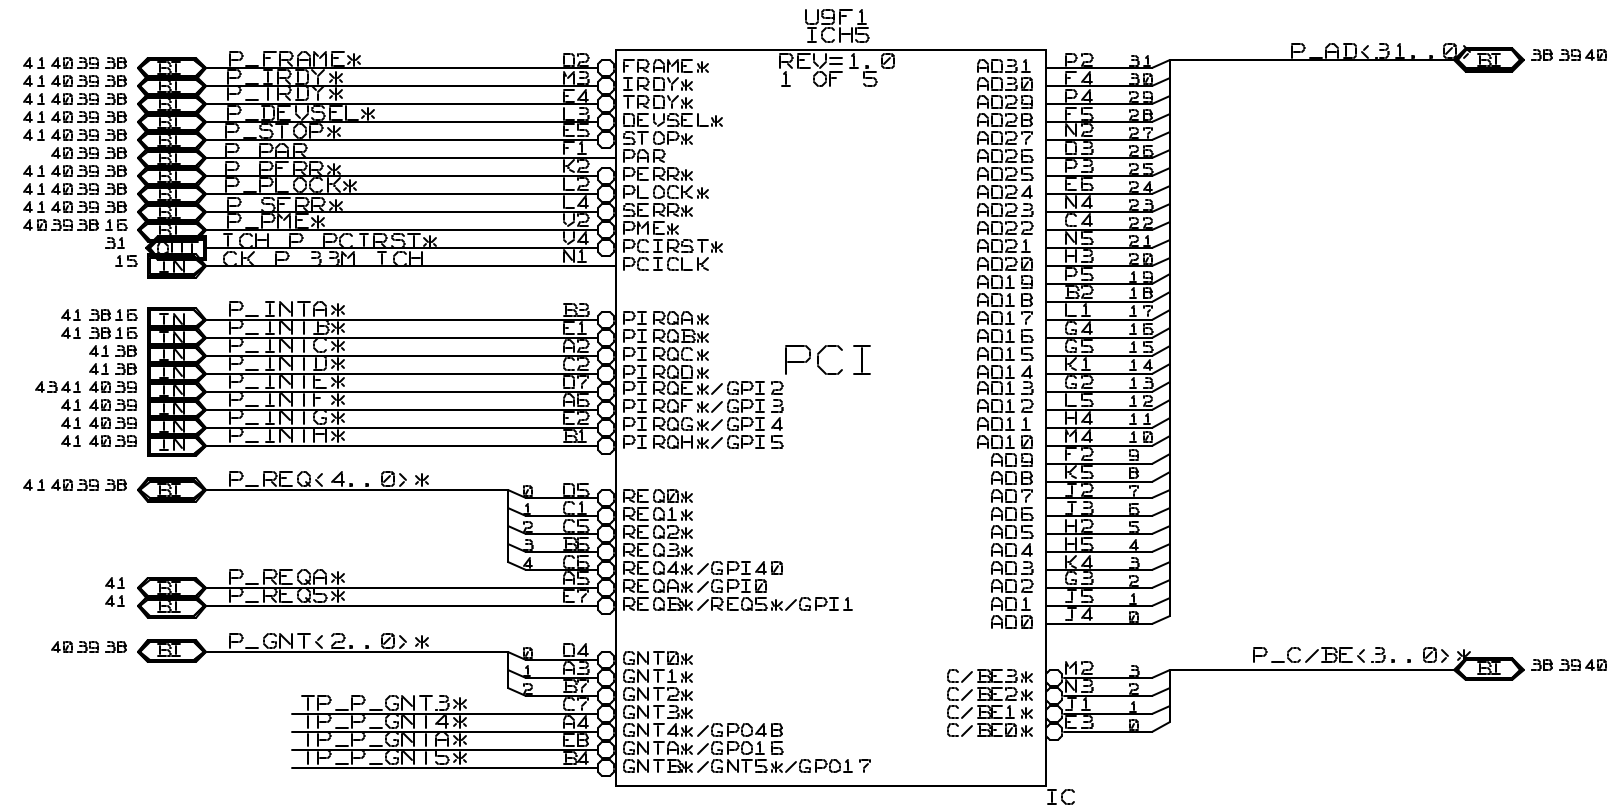 U9F1
ICH5
REV=1.0
1 OF 5
PCI
41 40 39 38 BI P_FRAME* D2 FRAME*
41 40 39 38 BI P_IRDY* M3 IRDY*
41 40 39 38 BI P_TRDY* E4 TRDY*
41 40 39 38 BI P_DEVSEL* L3 DEVSEL*
41 40 39 38 BI P_STOP* E5 STOP*
40 39 38 BI P_PAR F1 PAR
41 40 39 38 BI P_PERR* K2 PERR*
41 40 39 38 BI P_PLOCK* L2 PLOCK*
41 40 39 38 BI P_SERR* L4 SERR*
40 39 38 16 BI P_PME* V2 PME*
31 OUT ICH_P_PCIRST* V4 PCIRST*
15 IN CK_P_33M_ICH N1 PCICLK
41 38 16 IN P_INTA* B3 PIRQA*
41 38 16 IN P_INTB* E1 PIRQB*
41 38 IN P_INTC* A2 PIRQC*
41 38 IN P_INTD* C2 PIRQD*
43 41 40 39 IN P_INTE* D7 PIRQE*/GPI2
41 40 39 IN P_INTF* A6 PIRQF*/GPI3
41 40 39 IN P_INTG* E2 PIRQG*/GPI4
41 40 39 IN P_INTH* B1 PIRQH*/GPI5
41 40 39 38 BI P_REQ<4..0>*
0 D5 REQ0*
1 C1 REQ1*
2 C5 REQ2*
3 B6 REQ3*
4 C6 REQ4*/GPI40
41 BI P_REQA* A5 REQA*/GPI0
41 BI P_REQ5* E7 REQB*/REQ5*/GPI1
40 39 38 BI P_GNT<2..0>*
0 D4 GNT0*
1 A3 GNT1*
2 B7 GNT2*
TP_P_GNT3* C7 GNT3*
TP_P_GNT4* A4 GNT4*/GPO48
TP_P_GNTA* E8 GNTA*/GPO16
TP_P_GNT5* B4 GNTB*/GNT5*/GPO17
P_AD<31..0> BI 38 39 40
AD31 P2 31
AD30 F4 30
AD29 P4 29
AD28 F5 28
AD27 N2 27
AD26 D3 26
AD25 P3 25
AD24 E6 24
AD23 N4 23
AD22 C4 22
AD21 N5 21
AD20 H3 20
AD19 P5 19
AD18 B2 18
AD17 L1 17
AD16 G4 16
AD15 G5 15
AD14 K1 14
AD13 G2 13
AD12 L5 12
AD11 H4 11
AD10 M4 10
AD9 F2 9
AD8 K5 8
AD7 J2 7
AD6 J3 6
AD5 H2 5
AD4 H5 4
AD3 K4 3
AD2 G3 2
AD1 J5 1
AD0 J4 0
P_C/BE<3..0>* BI 38 39 40
C/BE3* M2 3
C/BE2* N3 2
C/BE1* J1 1
C/BE0* E3 0
IC